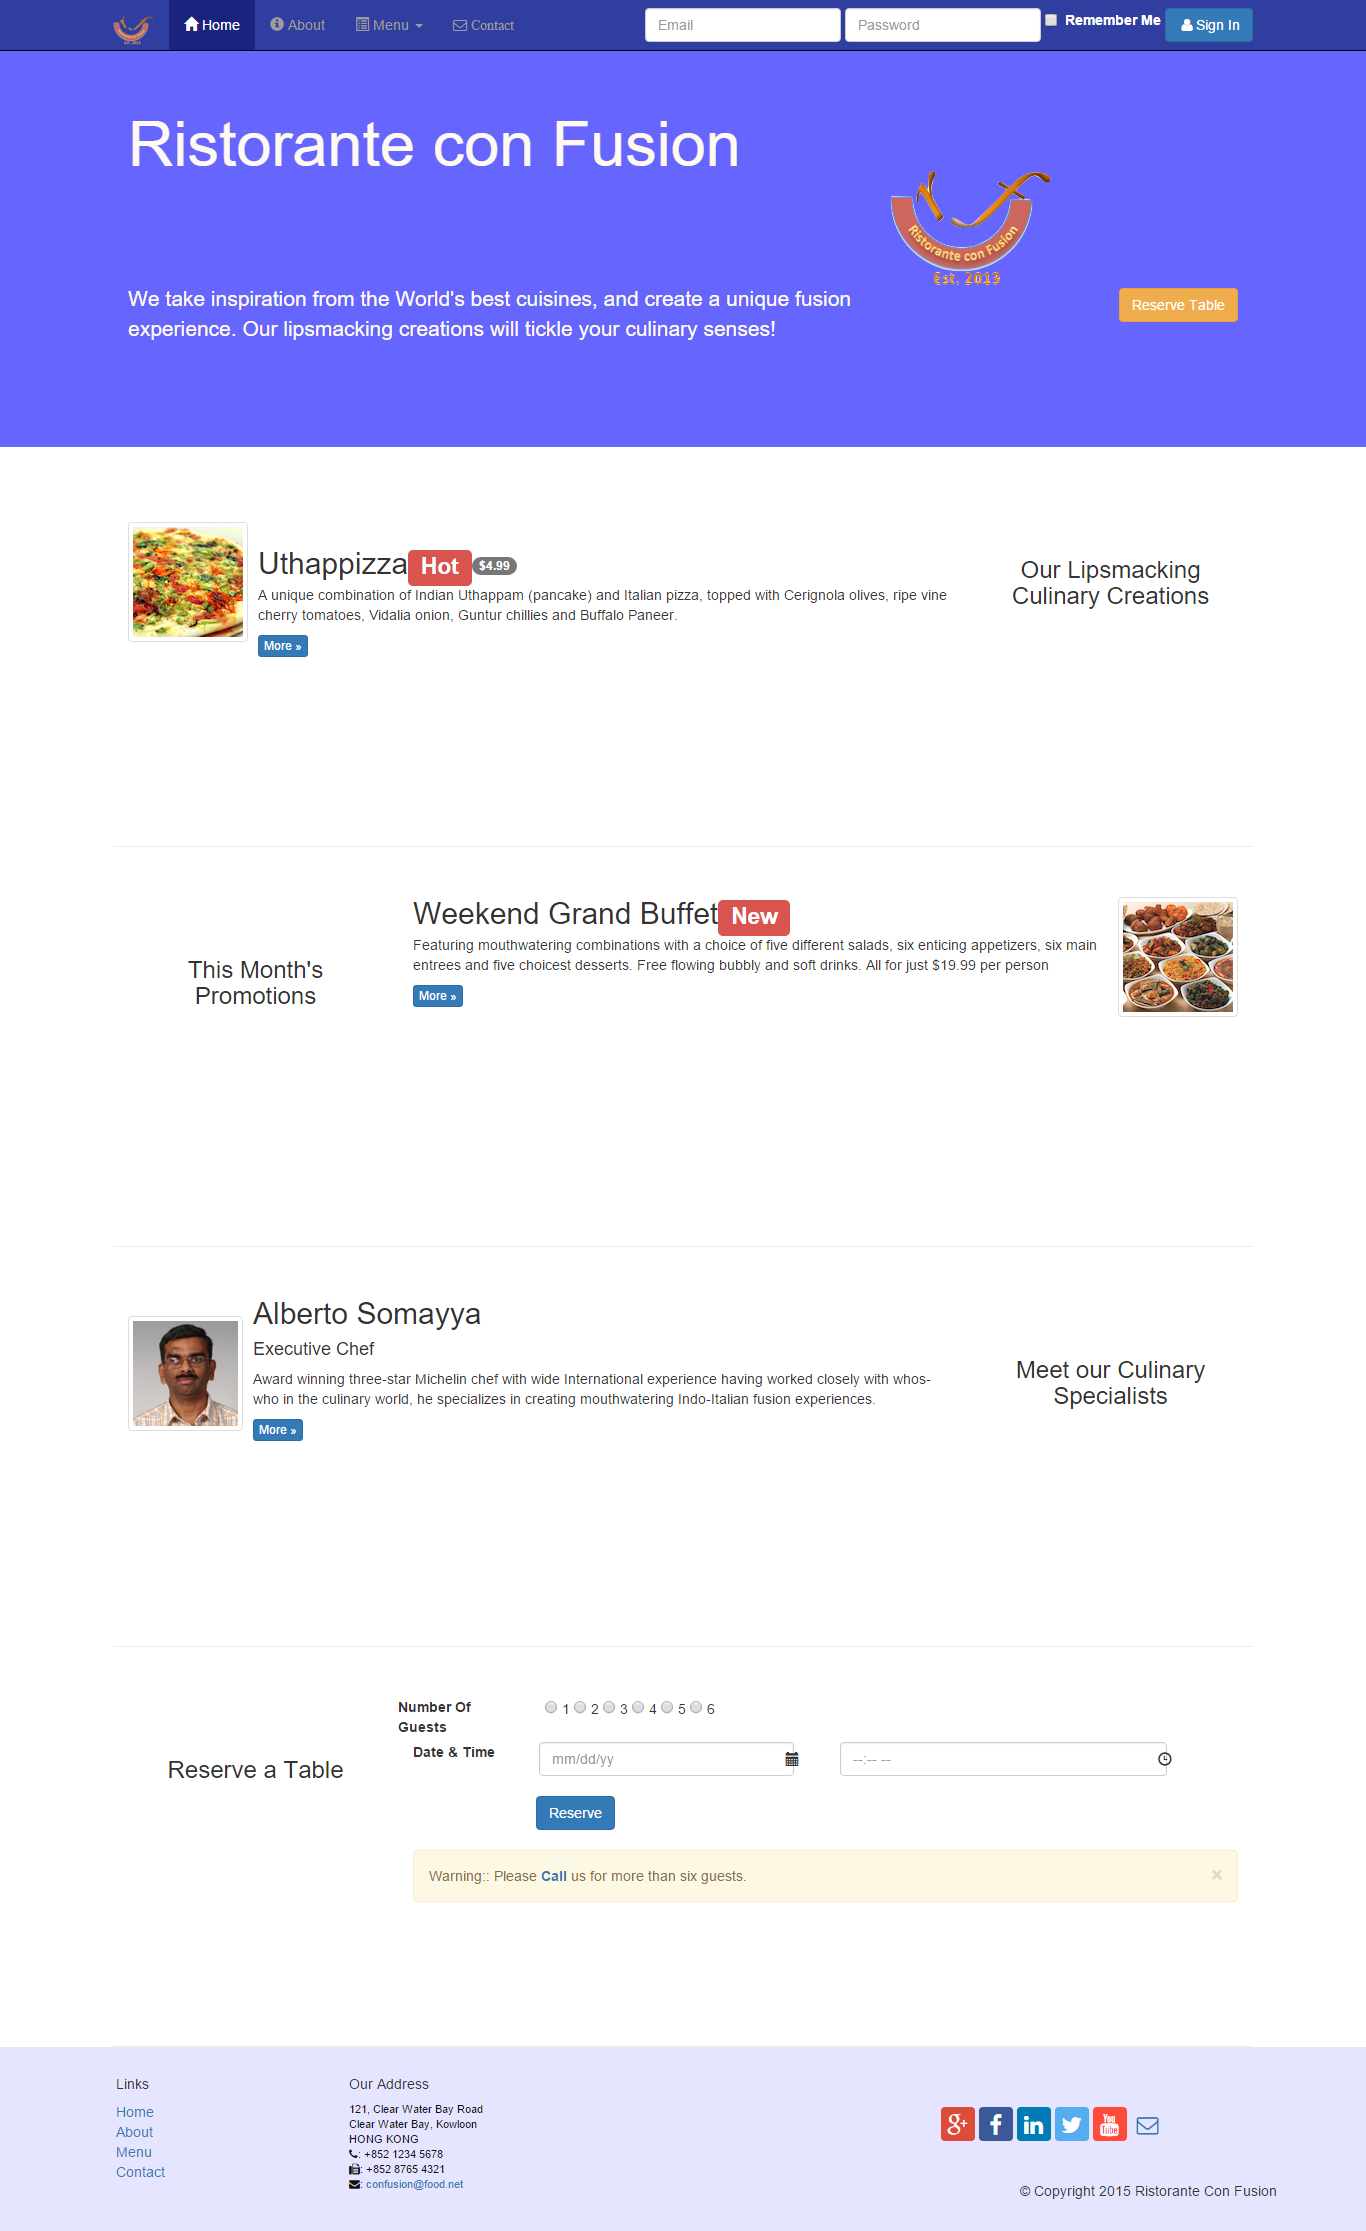 Home About Menu Contact Email Password Remember Me Sign In
Ristorante con Fusion
Ristorante con Fusion
Est. 2013
We take inspiration from the World's best cuisines, and create a unique fusion
experience. Our lipsmacking creations will tickle your culinary senses!
Reserve Table
Uthappizza Hot $4.99
A unique combination of Indian Uthappam (pancake) and Italian pizza, topped with Cerignola olives, ripe vine
cherry tomatoes, Vidalia onion, Guntur chillies and Buffalo Paneer.
More »
Our Lipsmacking
Culinary Creations
This Month's
Promotions
Weekend Grand Buffet New
Featuring mouthwatering combinations with a choice of five different salads, six enticing appetizers, six main
entrees and five choicest desserts. Free flowing bubbly and soft drinks. All for just $19.99 per person
More »
Alberto Somayya
Executive Chef
Award winning three-star Michelin chef with wide International experience having worked closely with whos-
who in the culinary world, he specializes in creating mouthwatering Indo-Italian fusion experiences.
More »
Meet our Culinary
Specialists
Reserve a Table
Number Of
Guests
1 2 3 4 5 6
Date & Time mm/dd/yy --:-- --
Reserve
Warning:: Please Call us for more than six guests. ×
Links
Home
About
Menu
Contact
Our Address
121, Clear Water Bay Road
Clear Water Bay, Kowloon
HONG KONG
: +852 1234 5678
: +852 8765 4321
: confusion@food.net
g+ f in You Tube
© Copyright 2015 Ristorante Con Fusion